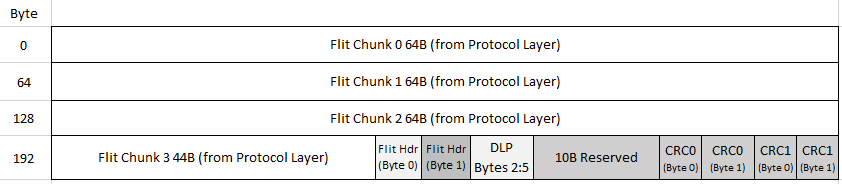 Byte
0
Flit Chunk 0 64B (from Protocol Layer)
64
Flit Chunk 1 64B (from Protocol Layer)
128
Flit Chunk 2 64B (from Protocol Layer)
192
Flit Chunk 3 44B (from Protocol Layer)
Flit Hdr
(Byte 0)
Flit Hdr
(Byte 1)
DLP
Bytes 2:5
10B Reserved
CRC0
(Byte 0)
CRC0
(Byte 1)
CRC1
(Byte 0)
CRC1
(Byte 1)